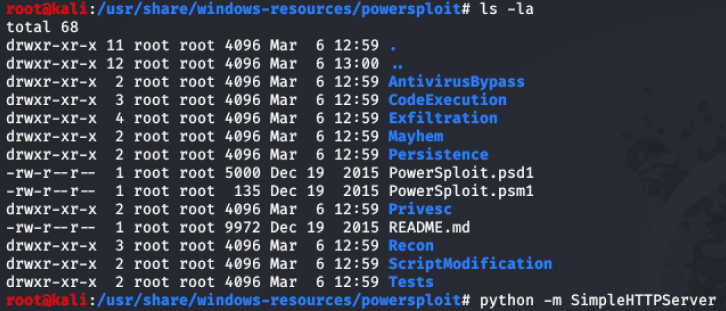 root@kali:/usr/share/windows-resources/powersploit# ls -la
total 68
drwxr-xr-x 11 root root 4096 Mar  6 12:59 .
drwxr-xr-x 12 root root 4096 Mar  6 13:00 ..
drwxr-xr-x  2 root root 4096 Mar  6 12:59 AntivirusBypass
drwxr-xr-x  3 root root 4096 Mar  6 12:59 CodeExecution
drwxr-xr-x  4 root root 4096 Mar  6 12:59 Exfiltration
drwxr-xr-x  2 root root 4096 Mar  6 12:59 Mayhem
drwxr-xr-x  2 root root 4096 Mar  6 12:59 Persistence
-rw-r--r--  1 root root 5000 Dec 19  2015 PowerSploit.psd1
-rw-r--r--  1 root root  135 Dec 19  2015 PowerSploit.psm1
drwxr-xr-x  2 root root 4096 Mar  6 12:59 Privesc
-rw-r--r--  1 root root 9972 Dec 19  2015 README.md
drwxr-xr-x  3 root root 4096 Mar  6 12:59 Recon
drwxr-xr-x  2 root root 4096 Mar  6 12:59 ScriptModification
drwxr-xr-x  2 root root 4096 Mar  6 12:59 Tests
root@kali:/usr/share/windows-resources/powersploit# python -m SimpleHTTPServer